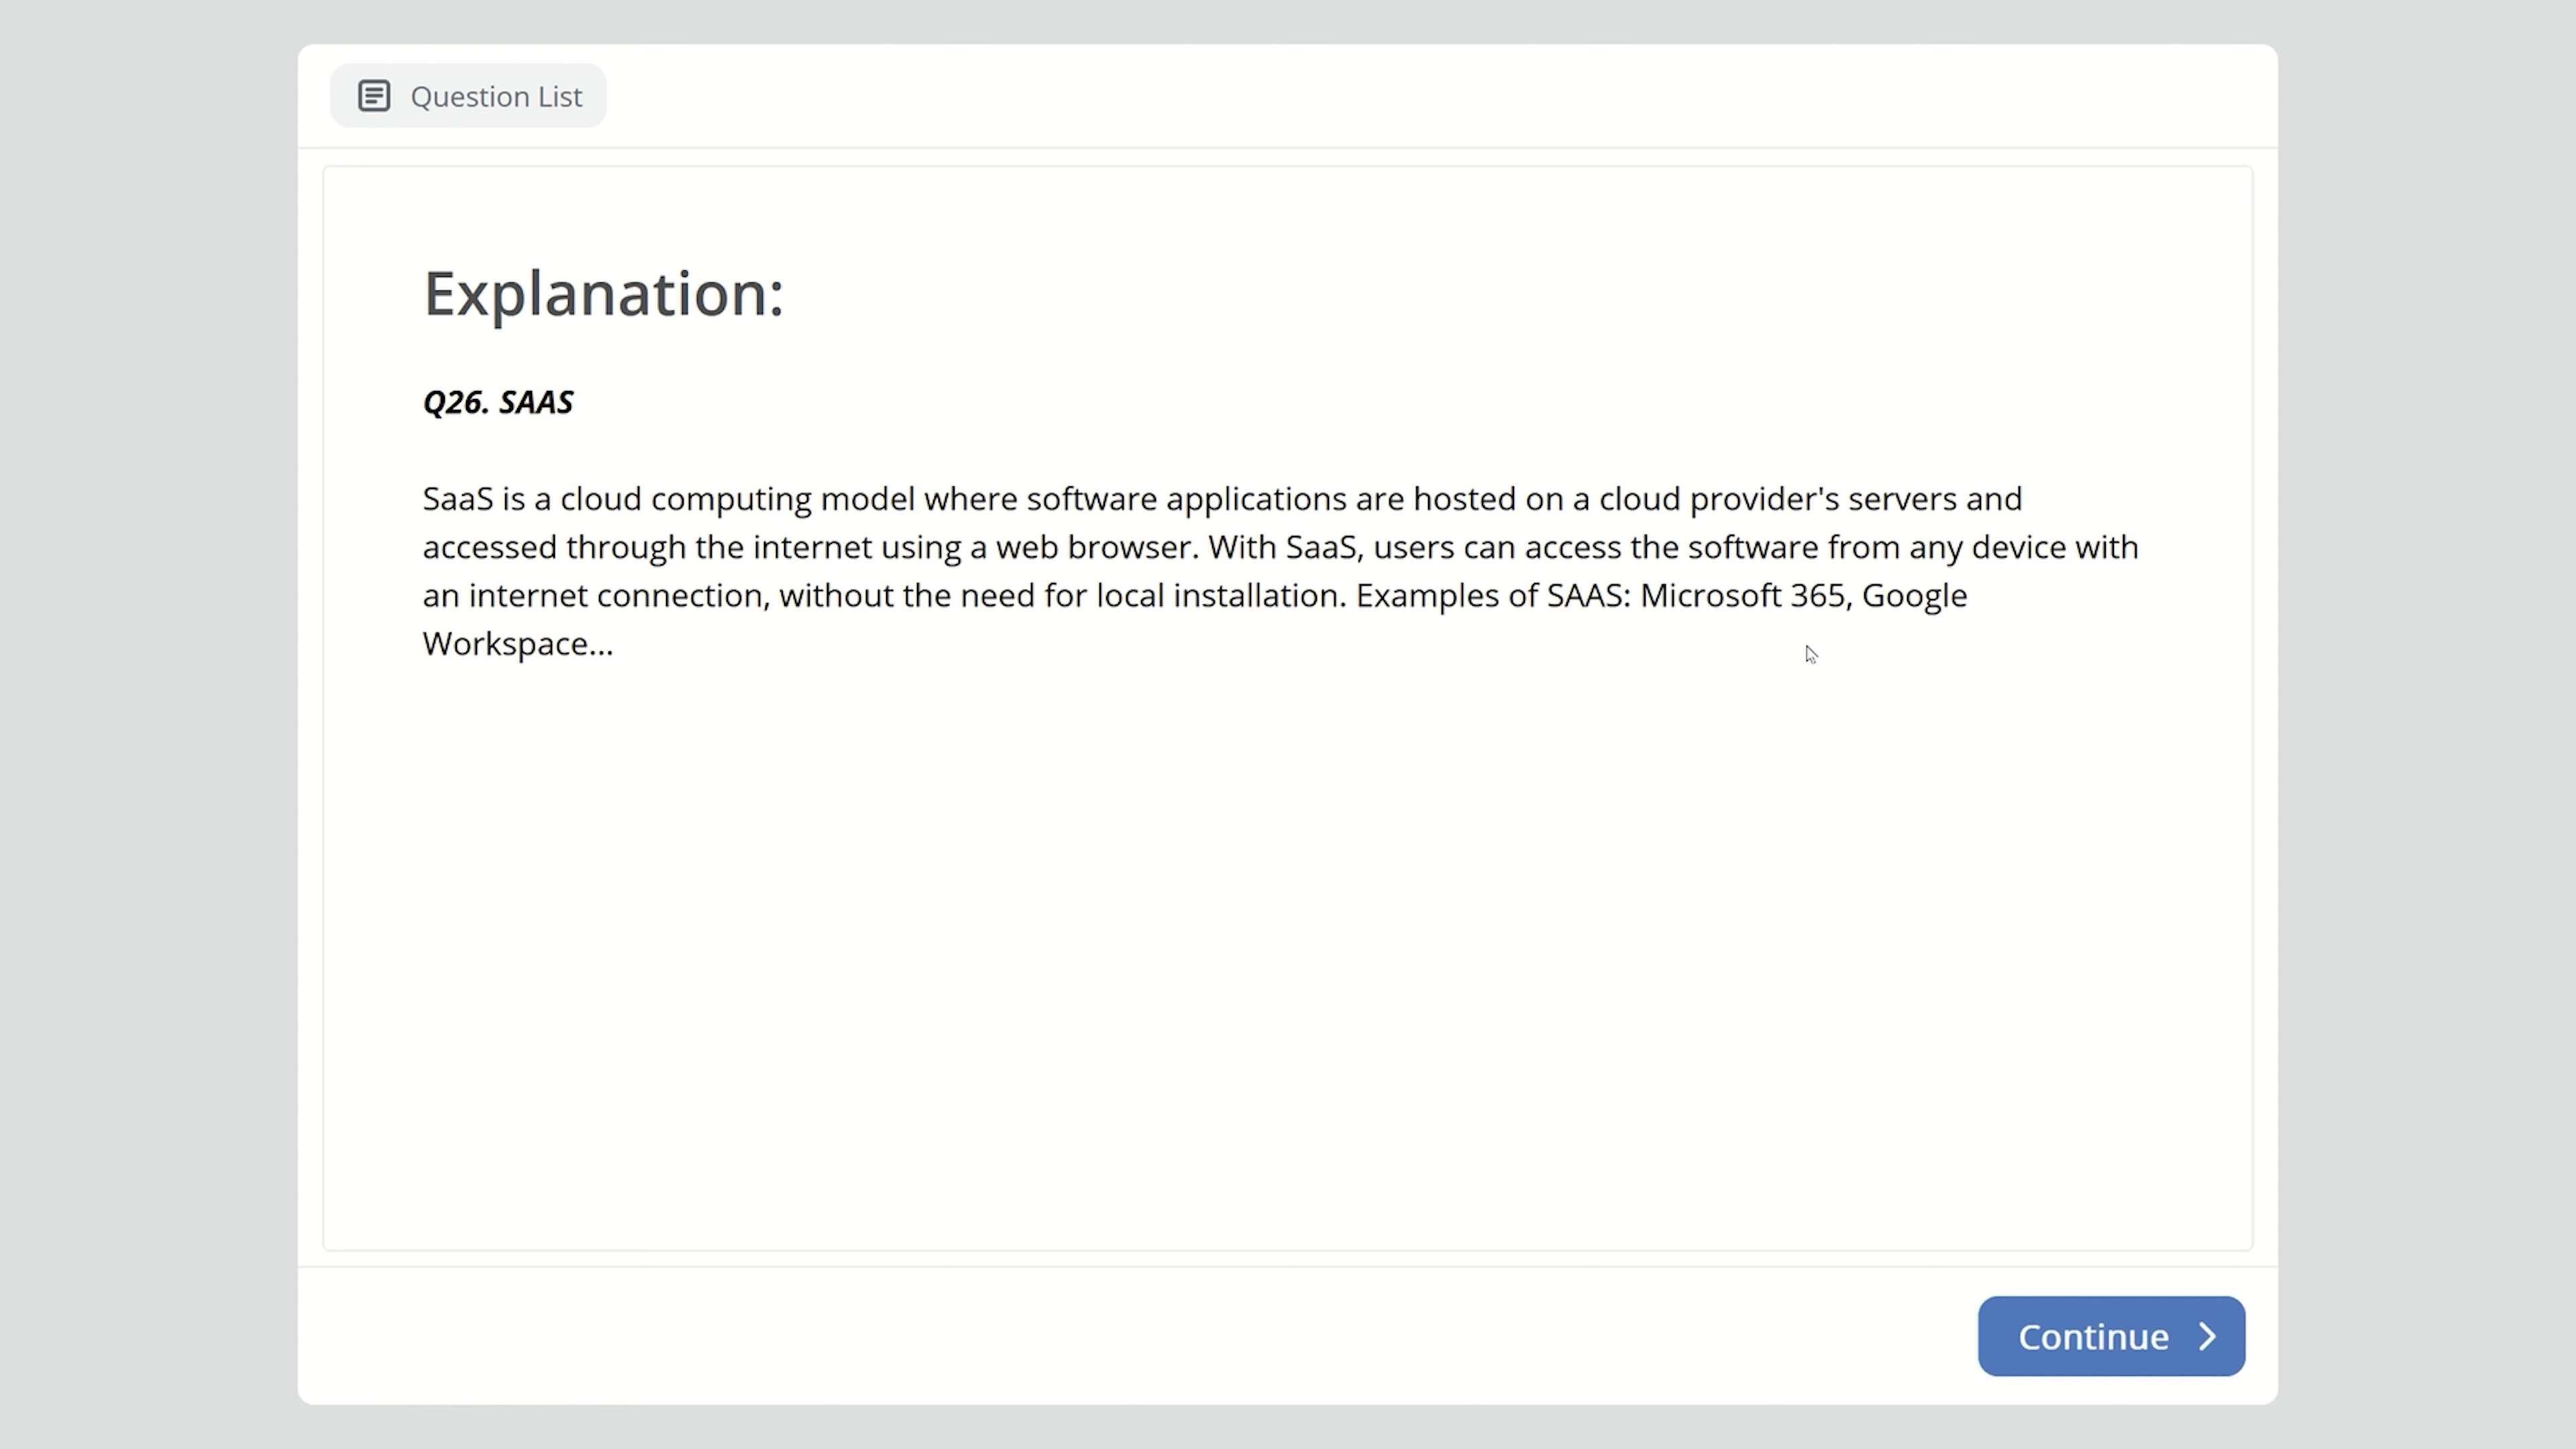 Question List
Explanation:
Q26. SAAS
SaaS is a cloud computing model where software applications are hosted on a cloud provider's servers and
accessed through the internet using a web browser. With SaaS, users can access the software from any device with
an internet connection, without the need for local installation. Examples of SAAS: Microsoft 365, Google
Workspace...
Continue